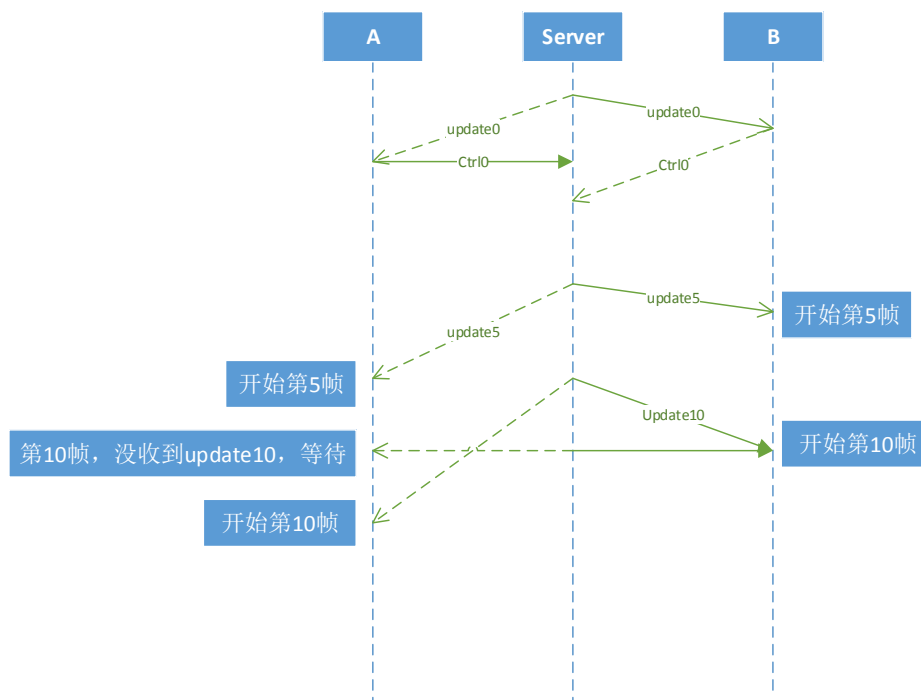 A
Server
B
update0
update0
Ctrl0
Ctrl0
update5
开始第5帧
update5
开始第5帧
Update10
第10帧，没收到update10，等待
开始第10帧
开始第10帧